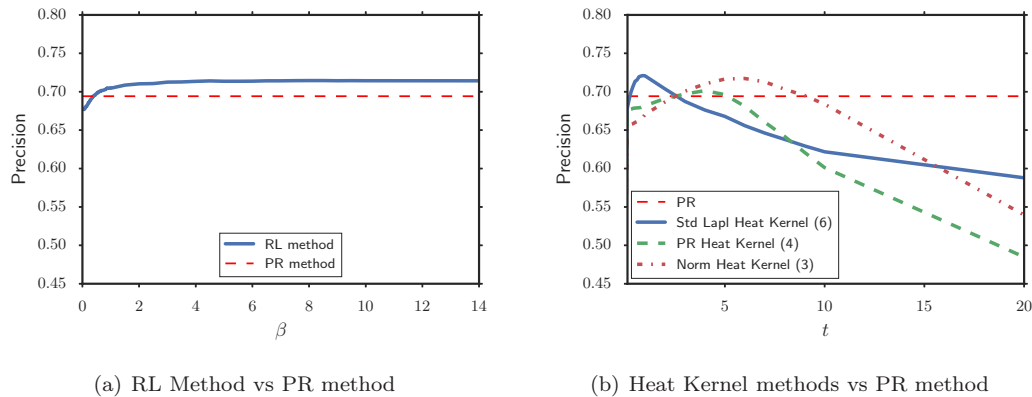 0.80
0.75
0.70
0.65
0.60
0.55
0.50
0.45
Precision
RL method
PR method
0 2 4 6 8 10 12 14
β
(a) RL Method vs PR method
0.80
0.75
0.70
0.65
0.60
0.55
0.50
0.45
Precision
PR
Std Lapl Heat Kernel (6)
PR Heat Kernel (4)
Norm Heat Kernel (3)
5 10 15 20
t
(b) Heat Kernel methods vs PR method